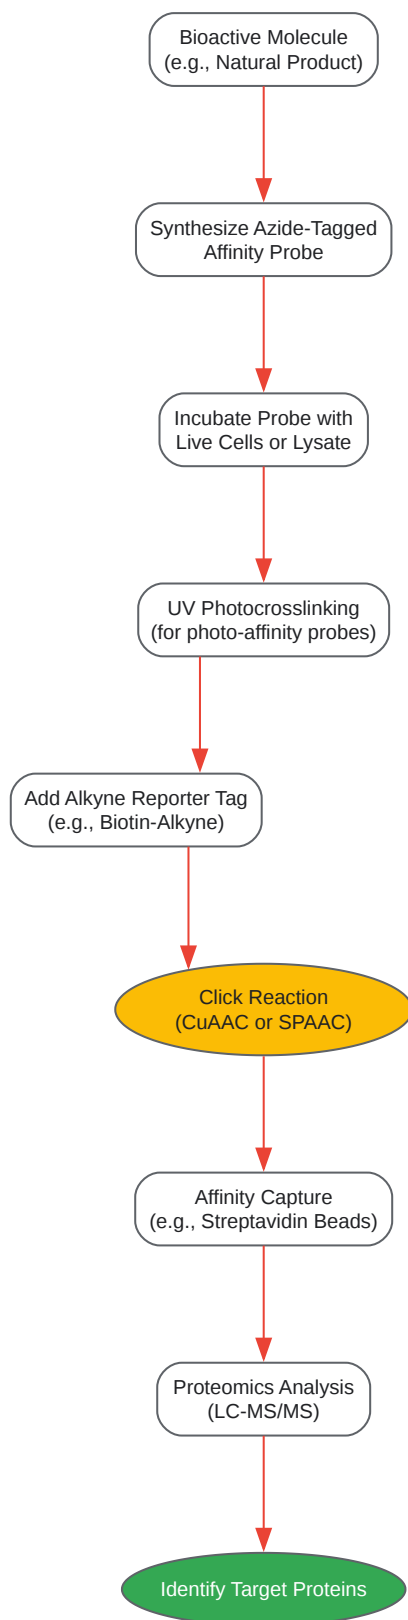 Bioactive Molecule
(e.g., Natural Product)
Synthesize Azide-Tagged
Affinity Probe
Incubate Probe with
Live Cells or Lysate
UV Photocrosslinking
(for photo-affinity probes)
Add Alkyne Reporter Tag
(e.g., Biotin-Alkyne)
Click Reaction
(CuAAC or SPAAC)
Affinity Capture
(e.g., Streptavidin Beads)
Proteomics Analysis
(LC-MS/MS)
Identify Target Proteins